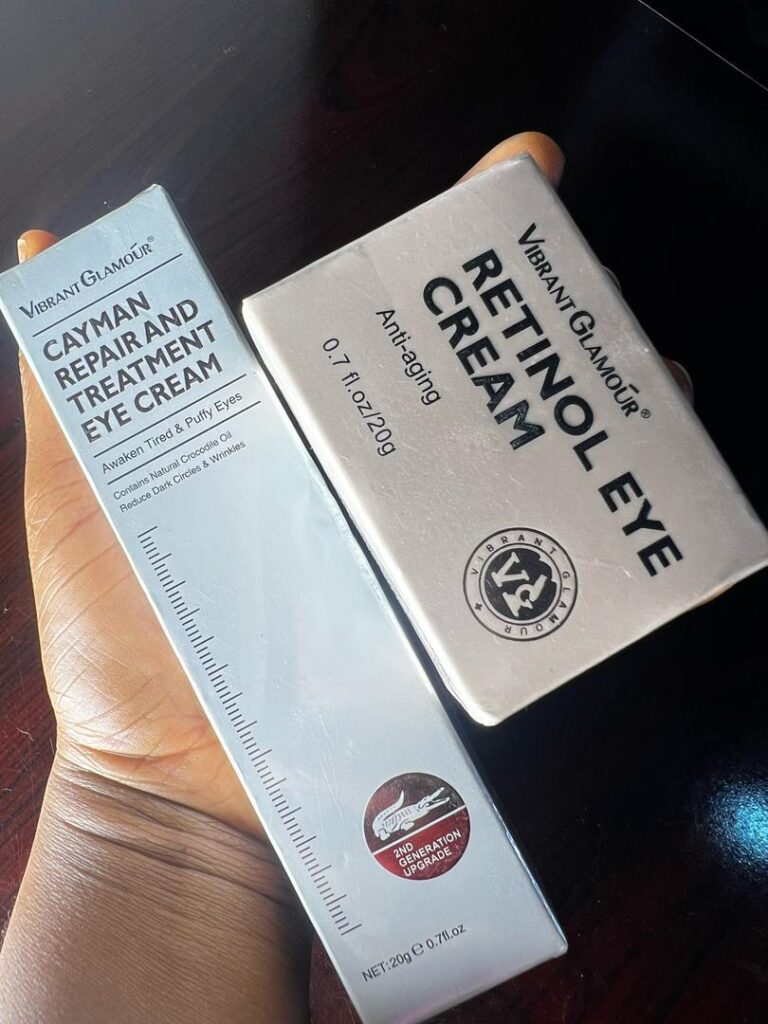 VIBRANT GLAMOUR®
CAYMAN
REPAIR AND
TREATMENT
EYE CREAM
Awaken Tired & Puffy Eyes
Contains Natural Crocodile Oil
Reduce Dark Circles & Wrinkles
2ND
GENERATION
UPGRADE
NET:20g ℮ 0.7fl.oz
VIBRANT GLAMOUR®
RETINOL EYE
CREAM
Anti-aging
0.7 fl.oz/20g
VIBRANT GLAMOUR
VG